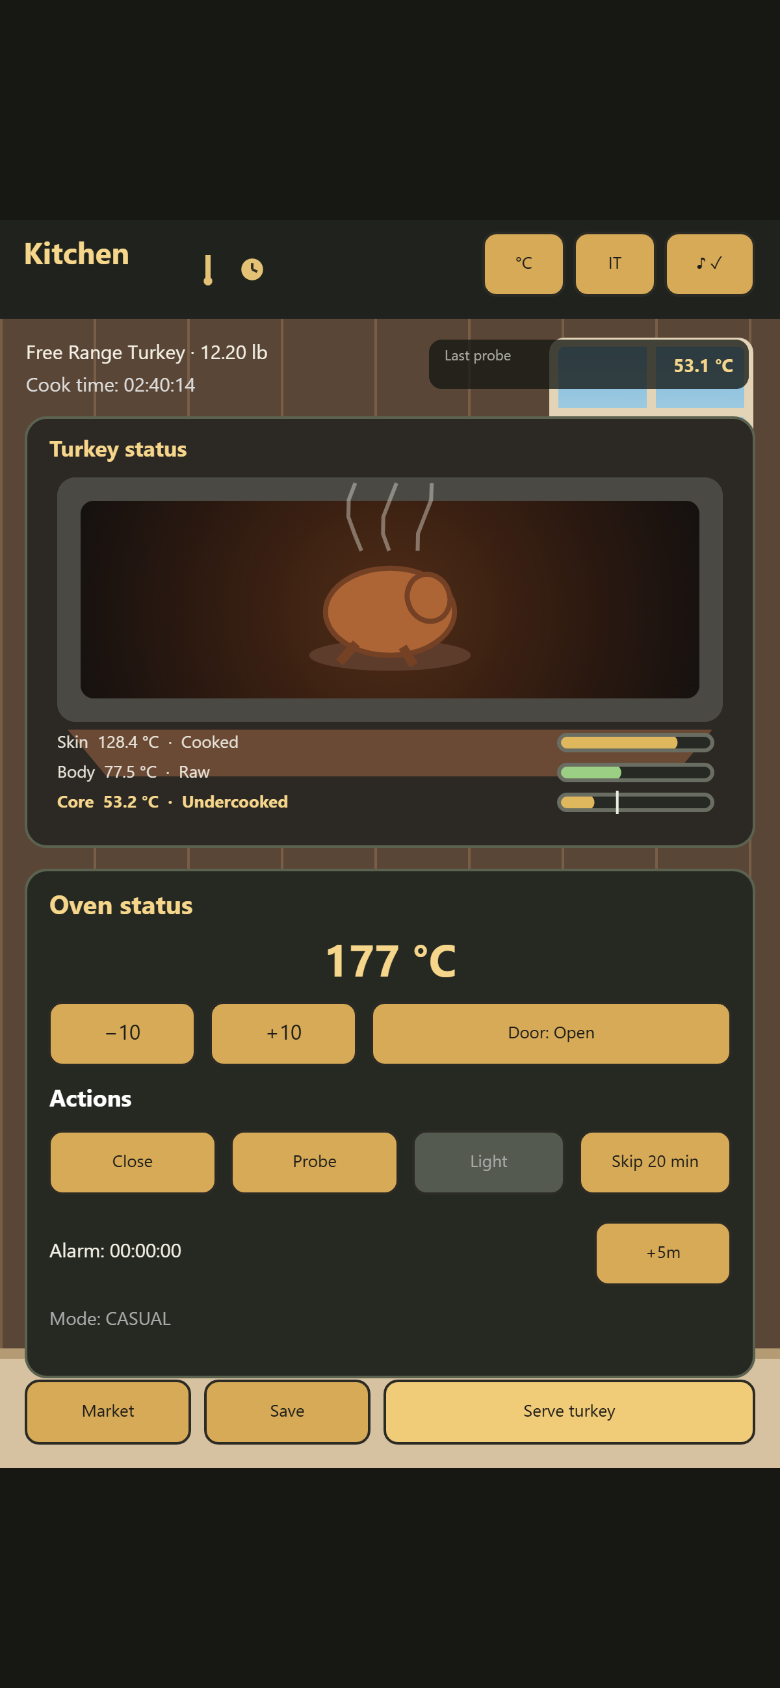 Kitchen
°C
IT
♪ ✓
Free Range Turkey · 12.20 lb
Cook time: 02:40:14
Last probe
53.1 °C
Turkey status
Skin 128.4 °C · Cooked
Body 77.5 °C · Raw
Core 53.2 °C · Undercooked
Oven status
177 °C
−10
+10
Door: Open
Actions
Close
Probe
Light
Skip 20 min
Alarm: 00:00:00
+5m
Mode: CASUAL
Market
Save
Serve turkey